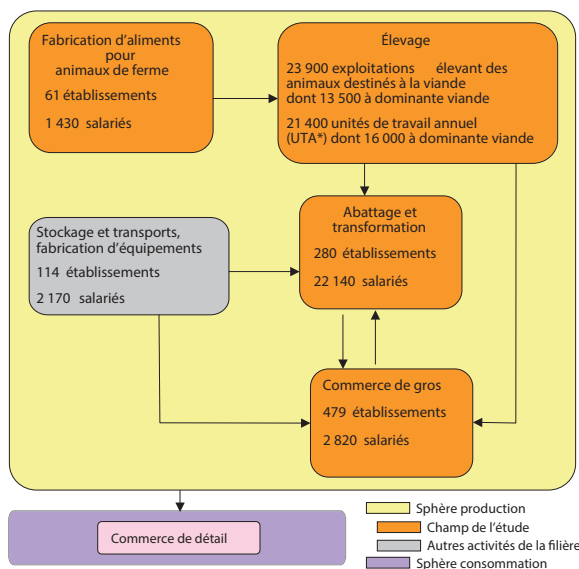 Fabrication d'aliments
pour
animaux de ferme
61 établissements
1 430 salariés
Élevage
23 900 exploitations élevant des
animaux destinés à la viande
dont 13 500 à dominante viande
21 400 unités de travail annuel
(UTA*) dont 16 000 à dominante viande
Stockage et transports,
fabrication d'équipements
114 établissements
2 170 salariés
Abattage et
transformation
280 établissements
22 140 salariés
Commerce de gros
479 établissements
2 820 salariés
Commerce de détail
Sphère production
Champ de l'étude
Autres activités de la filière
Sphère consommation